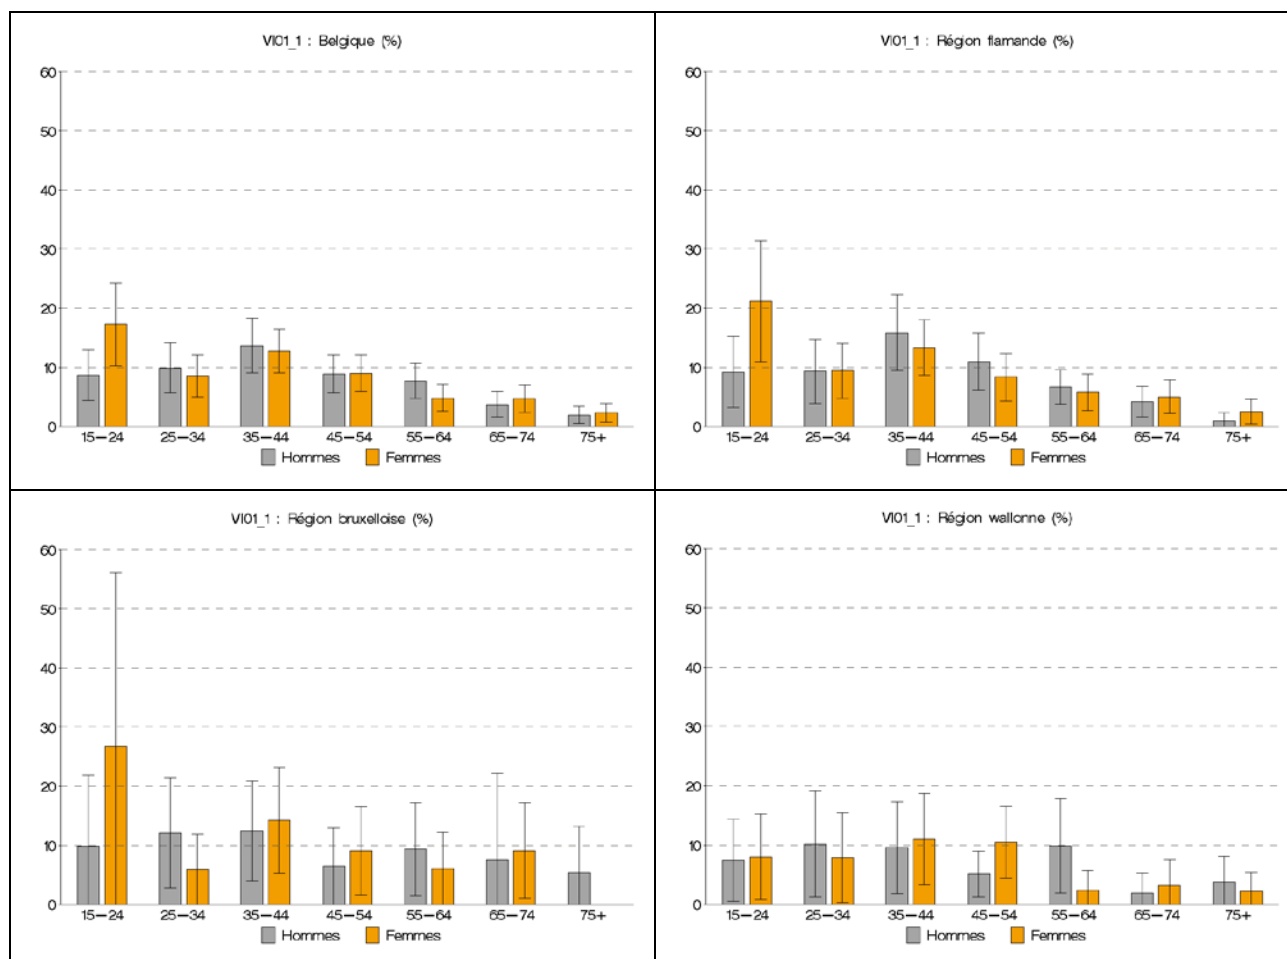 VI01_1 : Belgique (%)
60
50
40
30
20
10
0
15-24 25-34 35-44 45-54 55-64 65-74 75+
Hommes Femmes
VI01_1 : Région flamande (%)
60
50
40
30
20
10
0
15-24 25-34 35-44 45-54 55-64 65-74 75+
Hommes Femmes
VI01_1 : Région bruxelloise (%)
60
50
40
30
20
10
0
15-24 25-34 35-44 45-54 55-64 65-74 75+
Hommes Femmes
VI01_1 : Région wallonne (%)
60
50
40
30
20
10
0
15-24 25-34 35-44 45-54 55-64 65-74 75+
Hommes Femmes